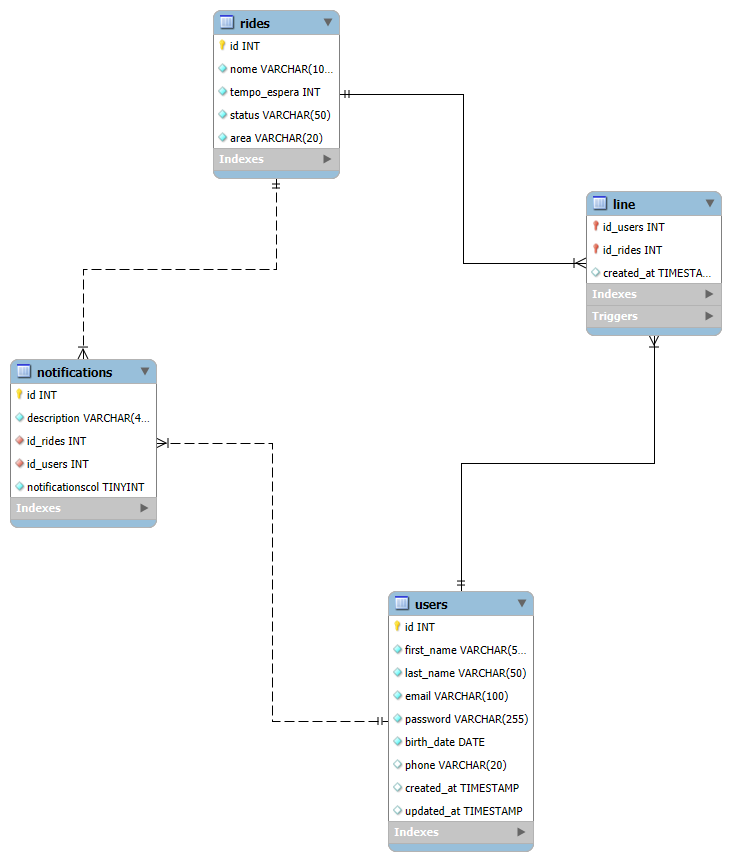 rides
id INT
nome VARCHAR(10...
tempo_espera INT
status VARCHAR(50)
area VARCHAR(20)
Indexes
line
id_users INT
id_rides INT
created_at TIMESTA...
Indexes
Triggers
notifications
id INT
description VARCHAR(4...
id_rides INT
id_users INT
notificationscol TINYINT
Indexes
users
id INT
first_name VARCHAR(5...
last_name VARCHAR(50)
email VARCHAR(100)
password VARCHAR(255)
birth_date DATE
phone VARCHAR(20)
created_at TIMESTAMP
updated_at TIMESTAMP
Indexes